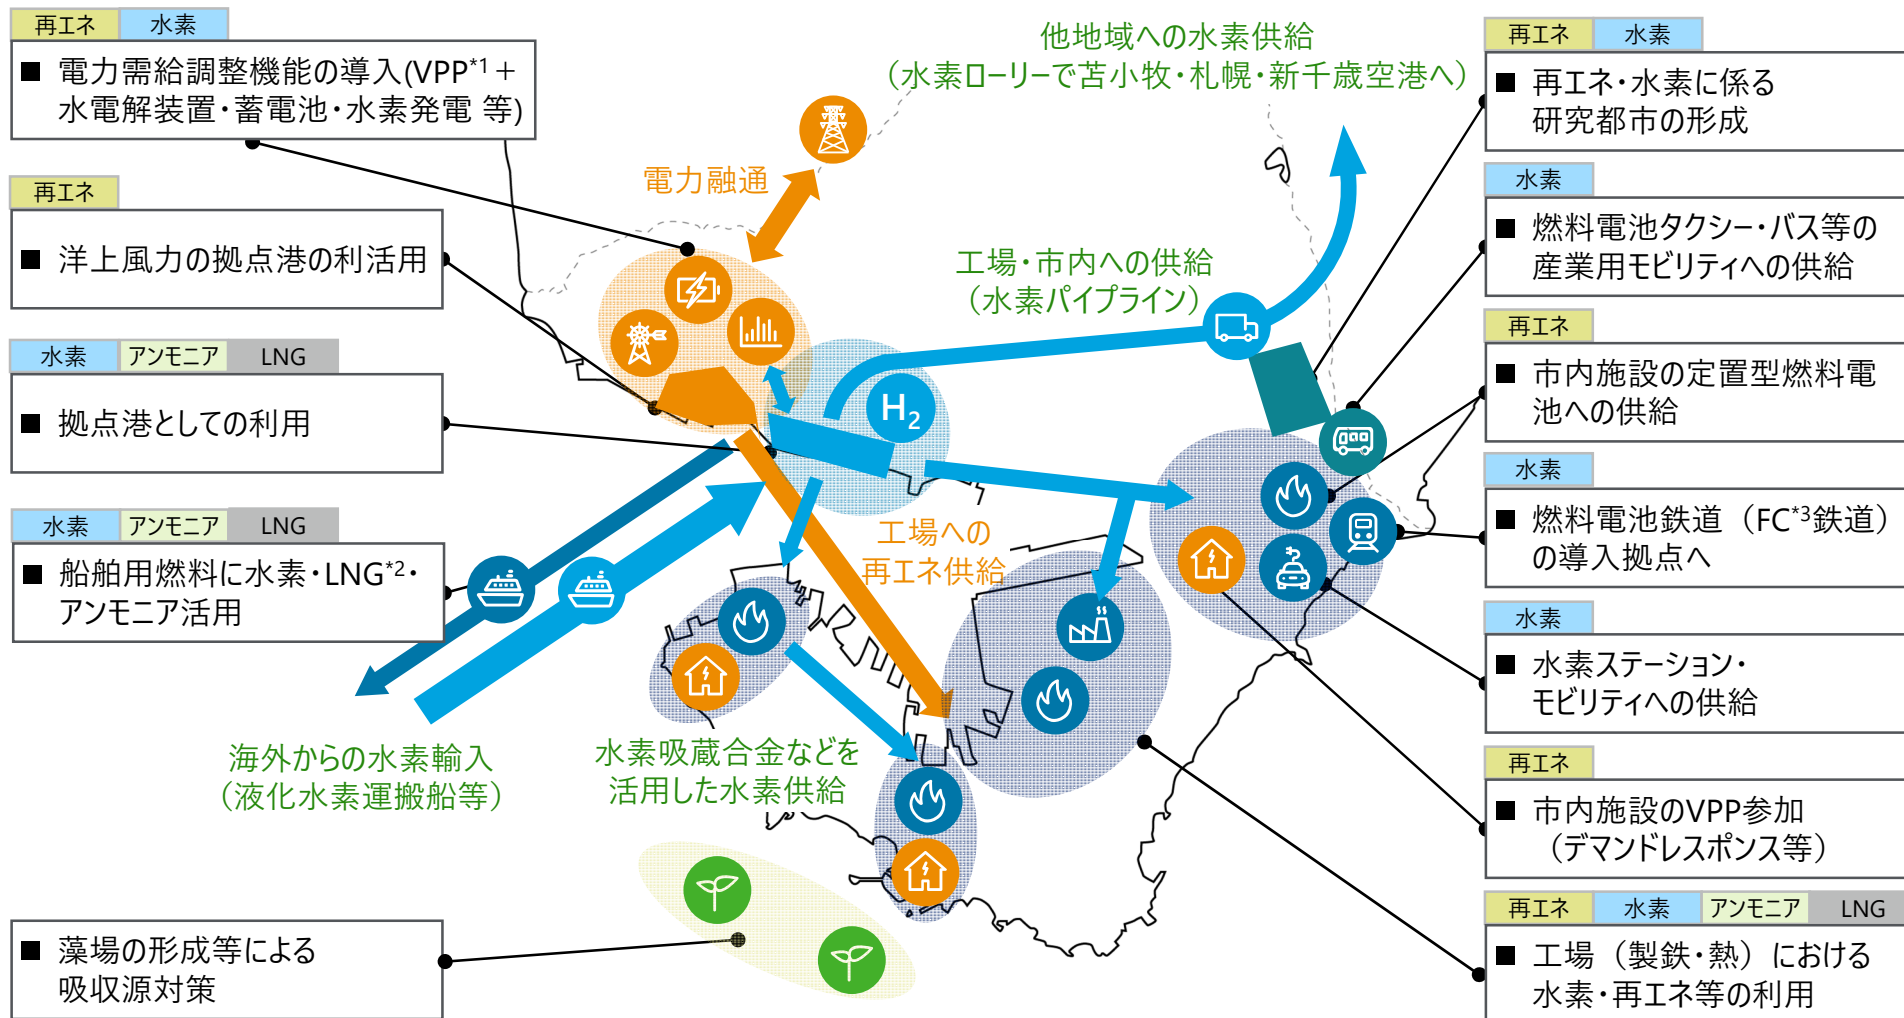 再エネ 水素
■ 電力需給調整機能の導入(VPP*1＋
水電解装置・蓄電池・水素発電 等)
再エネ
■ 洋上風力の拠点港の利活用
水素 アンモニア LNG
■ 拠点港としての利用
水素 アンモニア LNG
■ 船舶用燃料に水素・LNG*2・
アンモニア活用
■ 藻場の形成等による
吸収源対策
他地域への水素供給
（水素ローリーで苫小牧・札幌・新千歳空港へ）
電力融通
工場・市内への供給
（水素パイプライン）
H2
工場への
再エネ供給
海外からの水素輸入
（液化水素運搬船等）
水素吸蔵合金などを
活用した水素供給
再エネ 水素
■ 再エネ・水素に係る
研究都市の形成
水素
■ 燃料電池タクシー・バス等の
産業用モビリティへの供給
再エネ
■ 市内施設の定置型燃料電
池への供給
水素
■ 燃料電池鉄道（FC*3鉄道）
の導入拠点へ
水素
■ 水素ステーション・
モビリティへの供給
再エネ
■ 市内施設のVPP参加
（デマンドレスポンス等）
再エネ 水素 アンモニア LNG
■ 工場（製鉄・熱）における
水素・再エネ等の利用